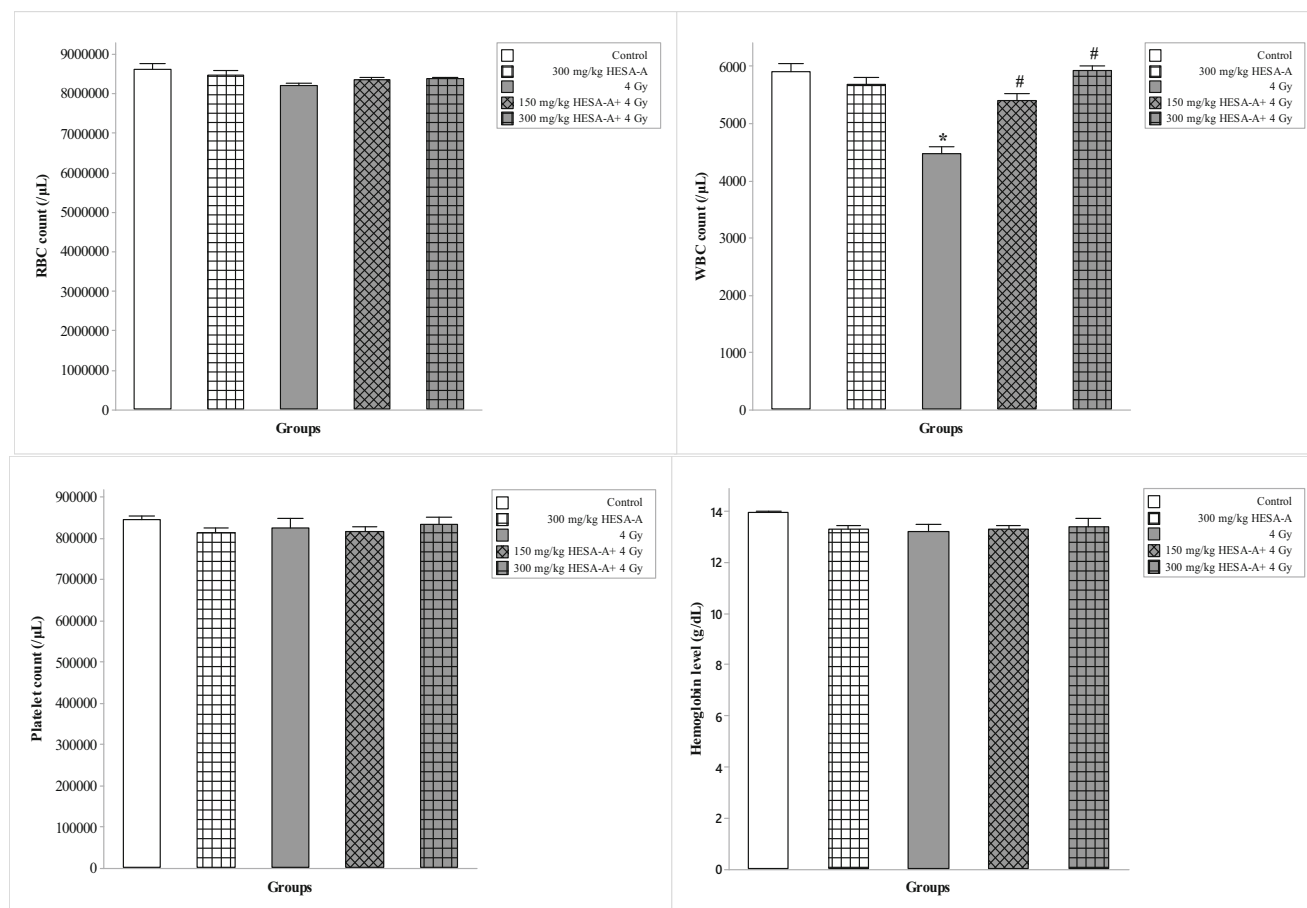 RBC count (/μL)
9000000
8000000
7000000
6000000
5000000
4000000
3000000
2000000
1000000
0
Groups
Control
300 mg/kg HESA-A
4 Gy
150 mg/kg HESA-A+ 4 Gy
300 mg/kg HESA-A+ 4 Gy
WBC count (/μL)
6000
5000
4000
3000
2000
1000
0
*
#
#
Groups
Control
300 mg/kg HESA-A
4 Gy
150 mg/kg HESA-A+ 4 Gy
300 mg/kg HESA-A+ 4 Gy
Platelet count (/μL)
900000
800000
700000
600000
500000
400000
300000
200000
100000
0
Groups
Control
300 mg/kg HESA-A
4 Gy
150 mg/kg HESA-A+ 4 Gy
300 mg/kg HESA-A+ 4 Gy
Hemoglobin level (g/dL)
14
12
10
8
6
4
2
0
Groups
Control
300 mg/kg HESA-A
4 Gy
150 mg/kg HESA-A+ 4 Gy
300 mg/kg HESA-A+ 4 Gy